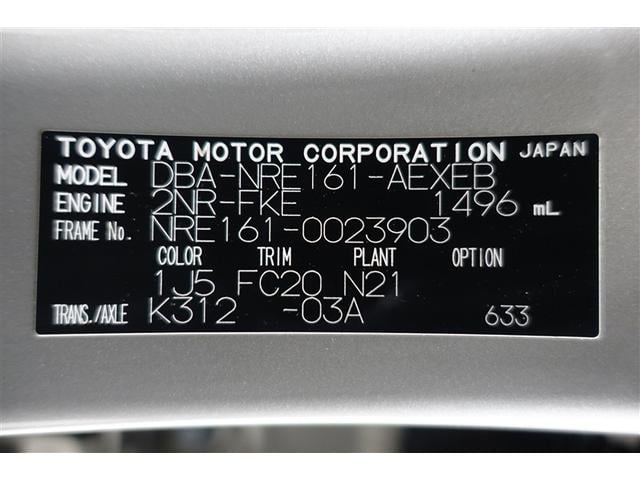 TOYOTA MOTOR CORPORATION JAPAN
MODEL DBA-NRE161-AEXEB
ENGINE 2NR-FKE 1496 mL
FRAME No. NRE161-0023903
COLOR TRIM PLANT OPTION
1J5 FC20 N21
TRANS./AXLE K312 -03A 633